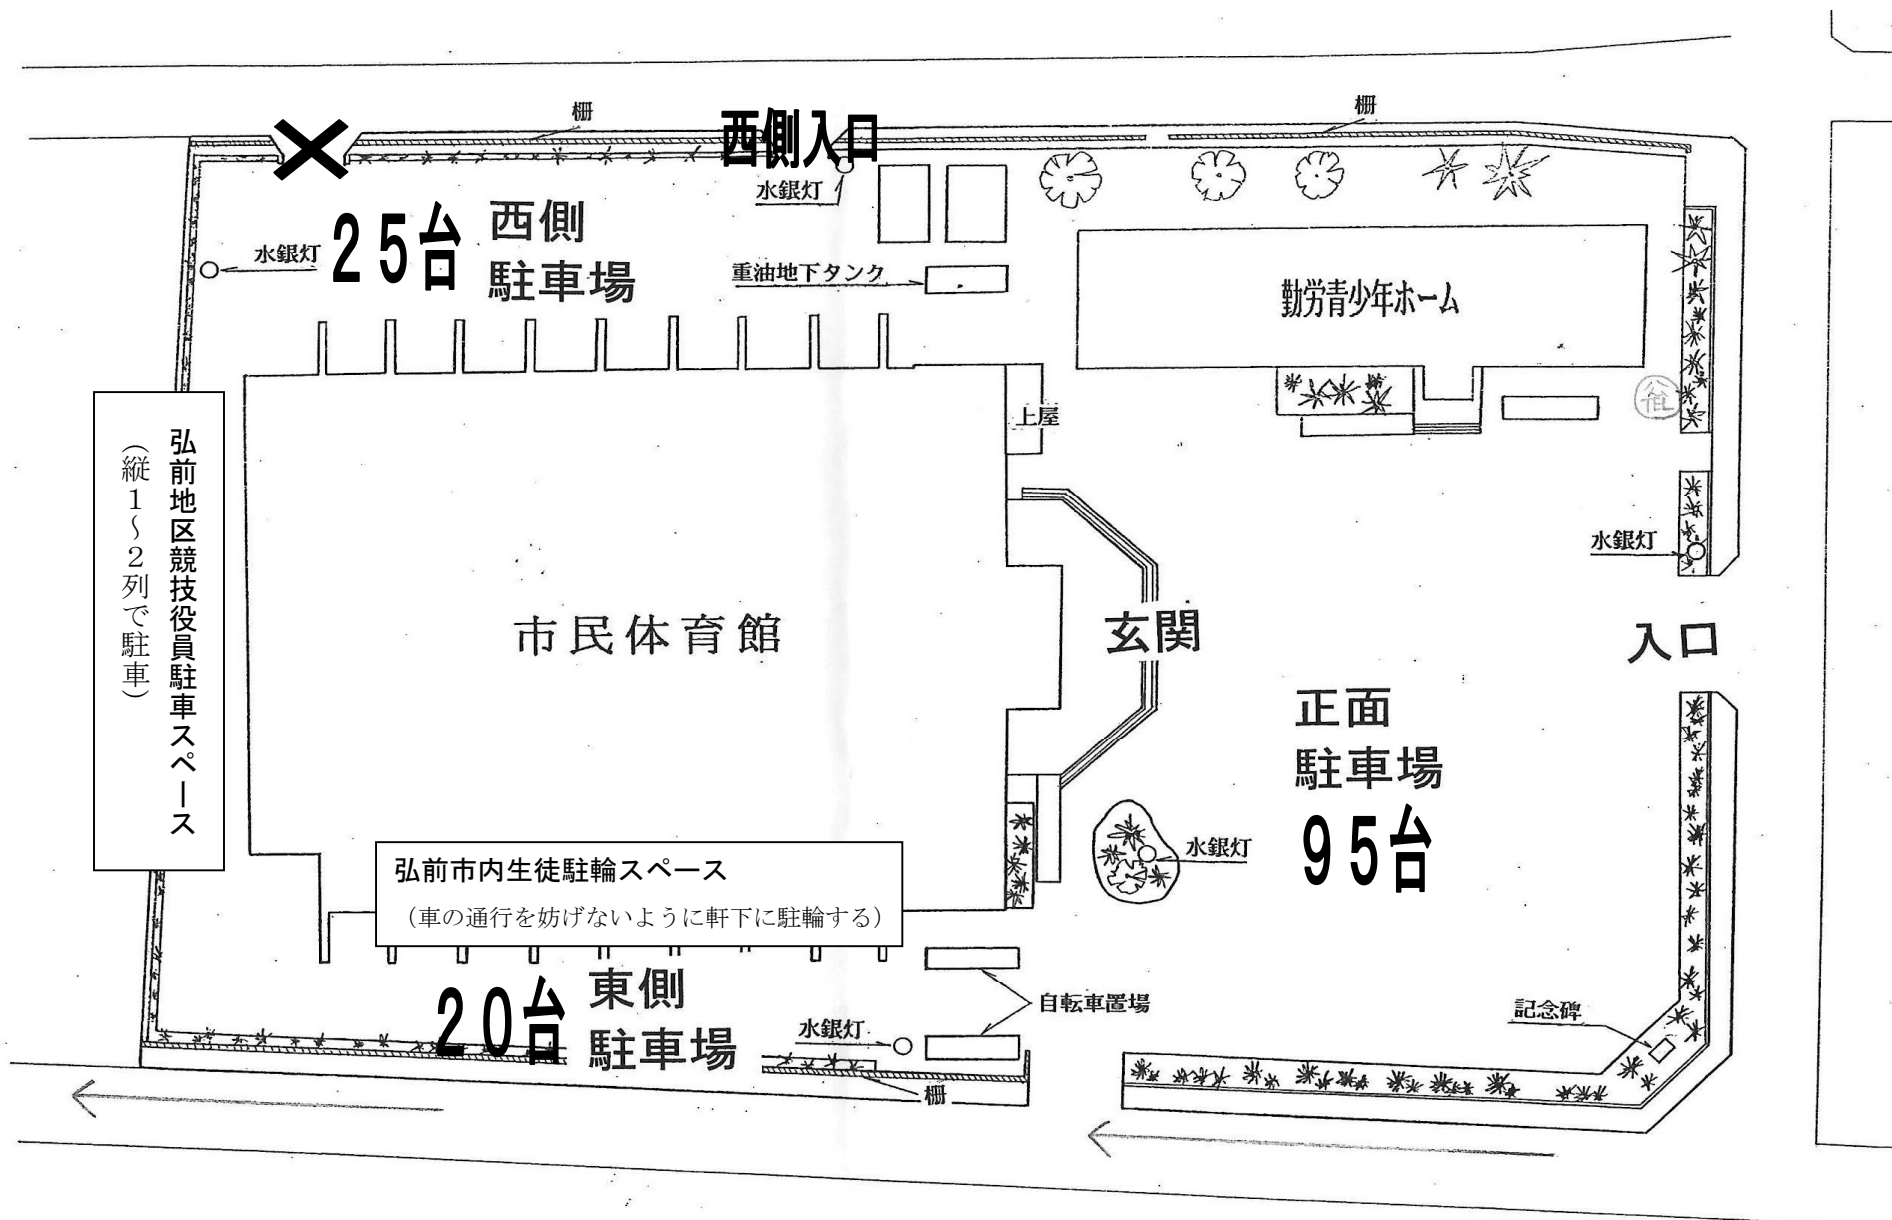 柵
西側入口
柵
水銀灯
西側
駐車場
25台
水銀灯
重油地下タンク
勤労青少年ホーム
上屋
弘前地区競技役員駐車スペース
（縦１～２列で駐車）
水銀灯
市民体育館
玄関
入口
正面
駐車場
95台
水銀灯
弘前市内生徒駐輪スペース
（車の通行を妨げないように軒下に駐輪する）
20台
東側
駐車場
自転車置場
水銀灯
記念碑
柵